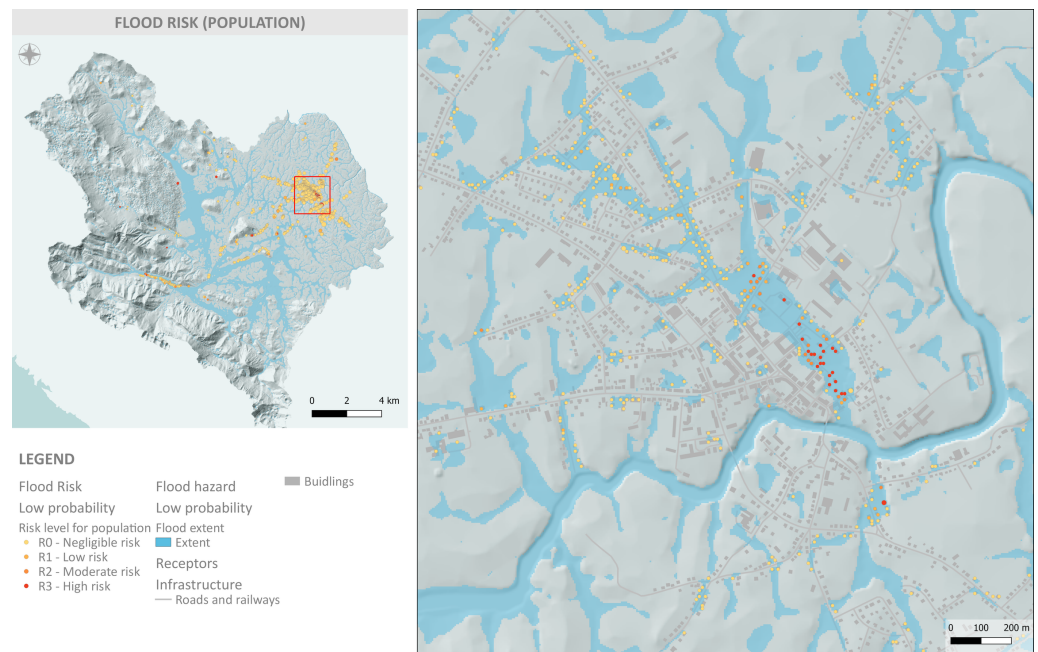 FLOOD RISK (POPULATION)
0 2 4 km
LEGEND
Flood Risk
Low probability
Risk level for population
R0 - Negligible risk
R1 - Low risk
R2 - Moderate risk
R3 - High risk
Flood hazard
Low probability
Flood extent
Extent
Receptors
Infrastructure
Roads and railways
Buidlings
0 100 200 m